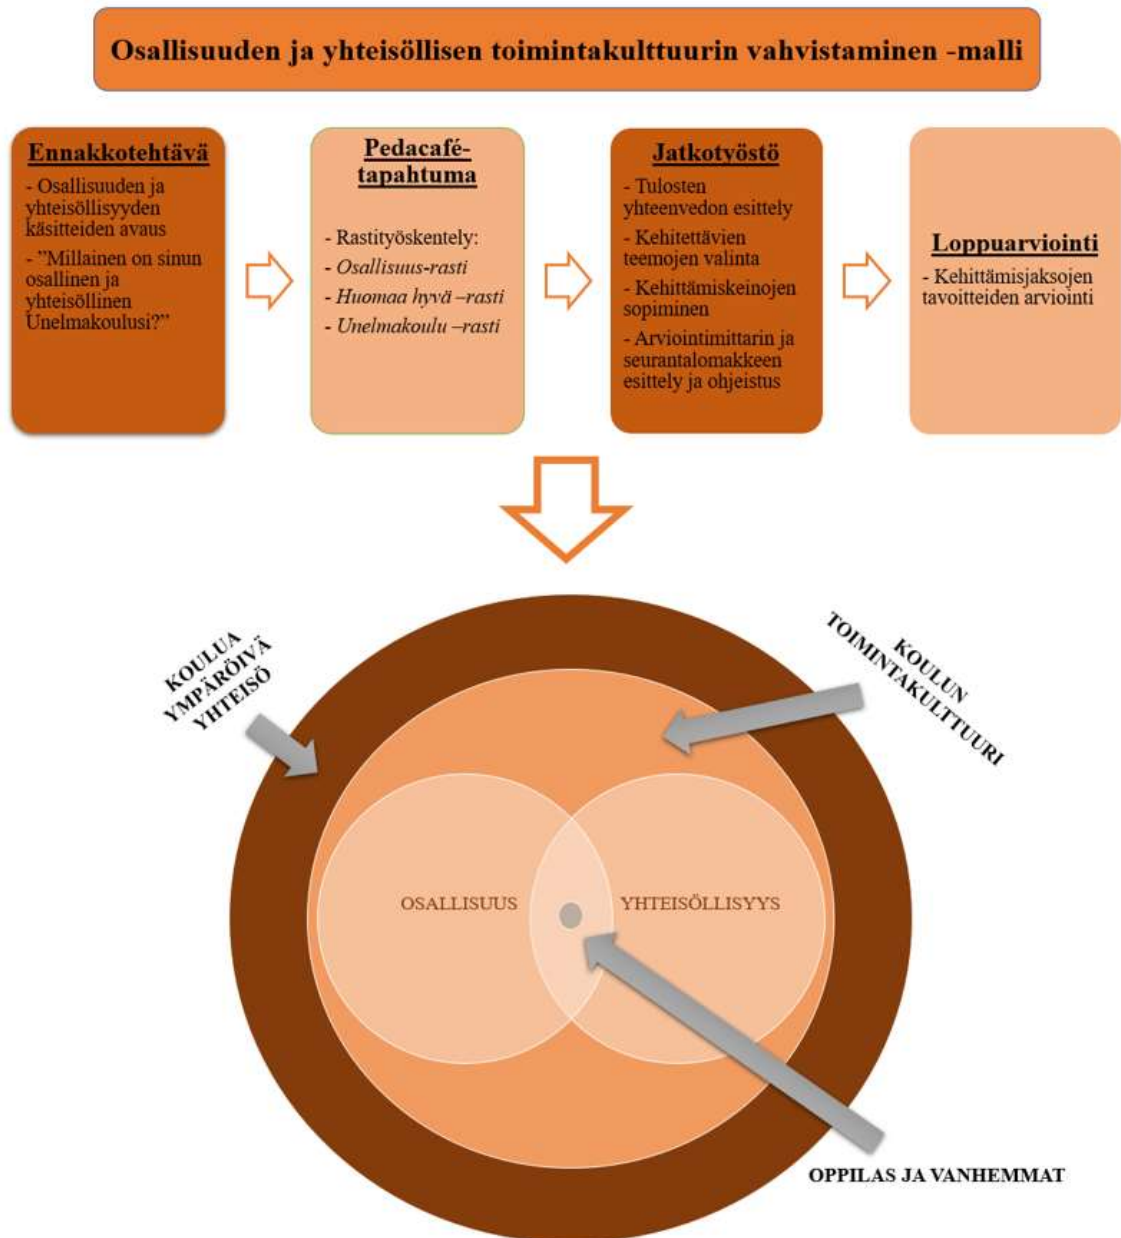 Osallisuuden ja yhteisöllisen toimintakulttuurin vahvistaminen -malli
Ennakkotehtävä
- Osallisuuden ja
yhteisöllisyyden
käsitteiden avaus
- ”Millainen on sinun
osallinen ja
yhteisöllinen
Unelmakoulusi?”
Pedacafé-
tapahtuma
- Rastityöskentely:
- Osallisuus-rasti
- Huomaa hyvä –rasti
- Unelmakoulu –rasti
Jatkotyöstö
- Tulosten
yhteenvedon esittely
- Kehitettävien
teemojen valinta
- Kehittämiskeinojen
sopiminen
- Arviointimittarin ja
seurantalomakkeen
esittely ja ohjeistus
Loppuarviointi
- Kehittämisjaksojen
tavoitteiden arviointi
KOULUA
YMPÄRÖIVÄ
YHTEISÖ
KOULUN
TOIMINTAKULTTUURI
OSALLISUUS
YHTEISÖLLISYYS
OPPILAS JA VANHEMMAT